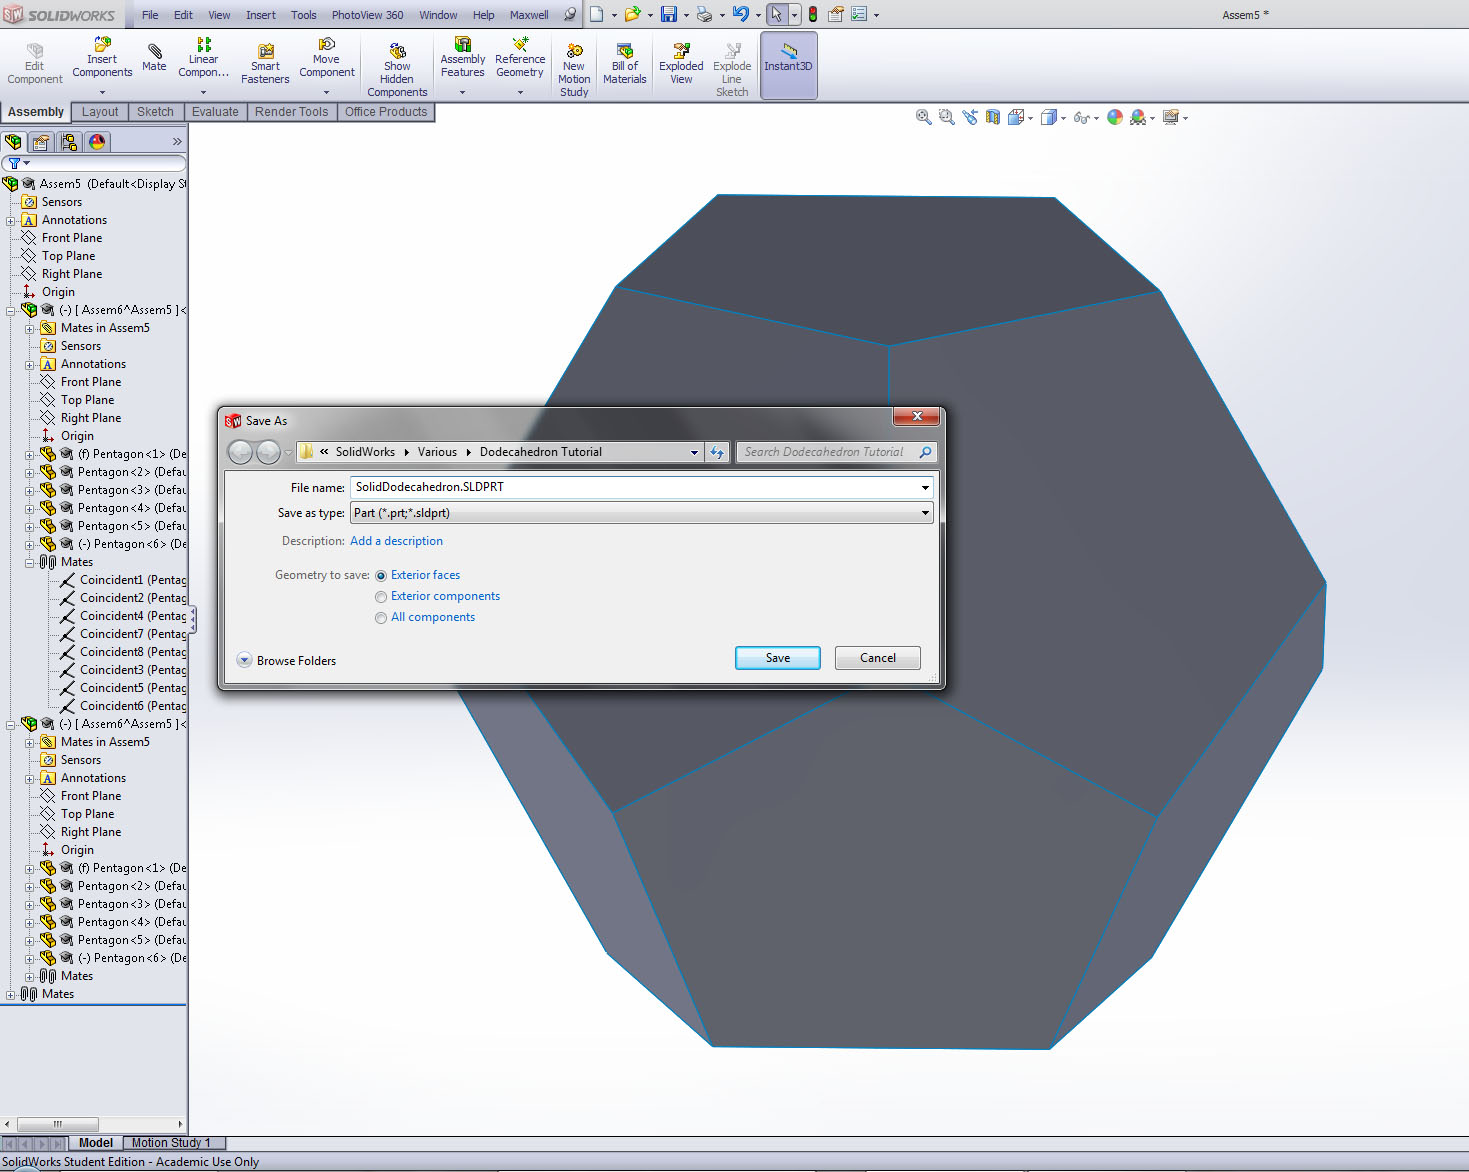 SOLIDWORKS File Edit View Insert Tools PhotoView 360 Window Help Maxwell Assem5 *
Edit Component
Insert Components
Mate
Linear Compon...
Smart Fasteners
Move Component
Show Hidden Components
Assembly Features
Reference Geometry
New Motion Study
Bill of Materials
Exploded View
Explode Line Sketch
Instant3D
Assembly Layout Sketch Evaluate Render Tools Office Products
Assem5 (Default<Display St
Sensors
Annotations
Front Plane
Top Plane
Right Plane
Origin
(-) [ Assem6^Assem5 ]<
Mates in Assem5
Sensors
Annotations
Front Plane
Top Plane
Right Plane
Origin
(f) Pentagon<1> (De
Pentagon<2> (Defau
Pentagon<3> (Defau
Pentagon<4> (Defau
Pentagon<5> (Defau
(-) Pentagon<6> (De
Mates
Coincident1 (Pentag
Coincident2 (Pentag
Coincident4 (Pentag
Coincident7 (Pentag
Coincident8 (Pentag
Coincident3 (Pentag
Coincident5 (Pentag
Coincident6 (Pentag
(-) [ Assem6^Assem5 ]<
Mates in Assem5
Sensors
Annotations
Front Plane
Top Plane
Right Plane
Origin
(f) Pentagon<1> (De
Pentagon<2> (Defau
Pentagon<3> (Defau
Pentagon<4> (Defau
Pentagon<5> (Defau
(-) Pentagon<6> (De
Mates
Mates
Save As
« SolidWorks Various Dodecahedron Tutorial Search Dodecahedron Tutorial
File name: SolidDodecahedron.SLDPRT
Save as type: Part (*.prt;*.sldprt)
Description: Add a description
Geometry to save: Exterior faces
Exterior components
All components
Browse Folders Save Cancel
Model Motion Study 1
SolidWorks Student Edition - Academic Use Only